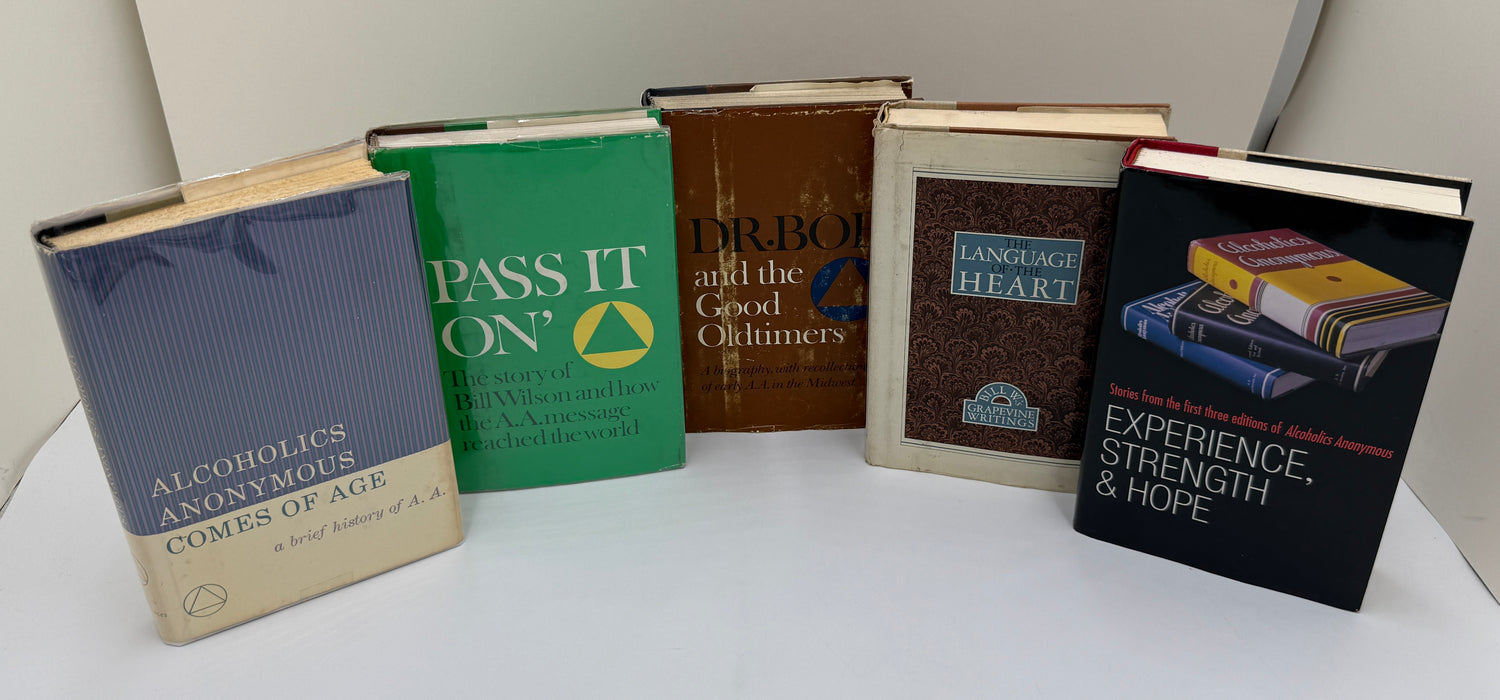 ALCOHOLICS
ANONYMOUS
COMES OF AGE
a brief history of A. A.
PASS IT
ON’
The story of
Bill Wilson and how
the A.A. message
reached the world
DR. BOB
and the
Good
Oldtimers
A biography, with recollections
of early A.A. in the Midwest
THE
LANGUAGE
OF·THE
HEART
BILL W.'s
GRAPEVINE
WRITINGS
Alcoholics
Anonymous
Stories from the first three editions of Alcoholics Anonymous
EXPERIENCE,
STRENGTH
& HOPE